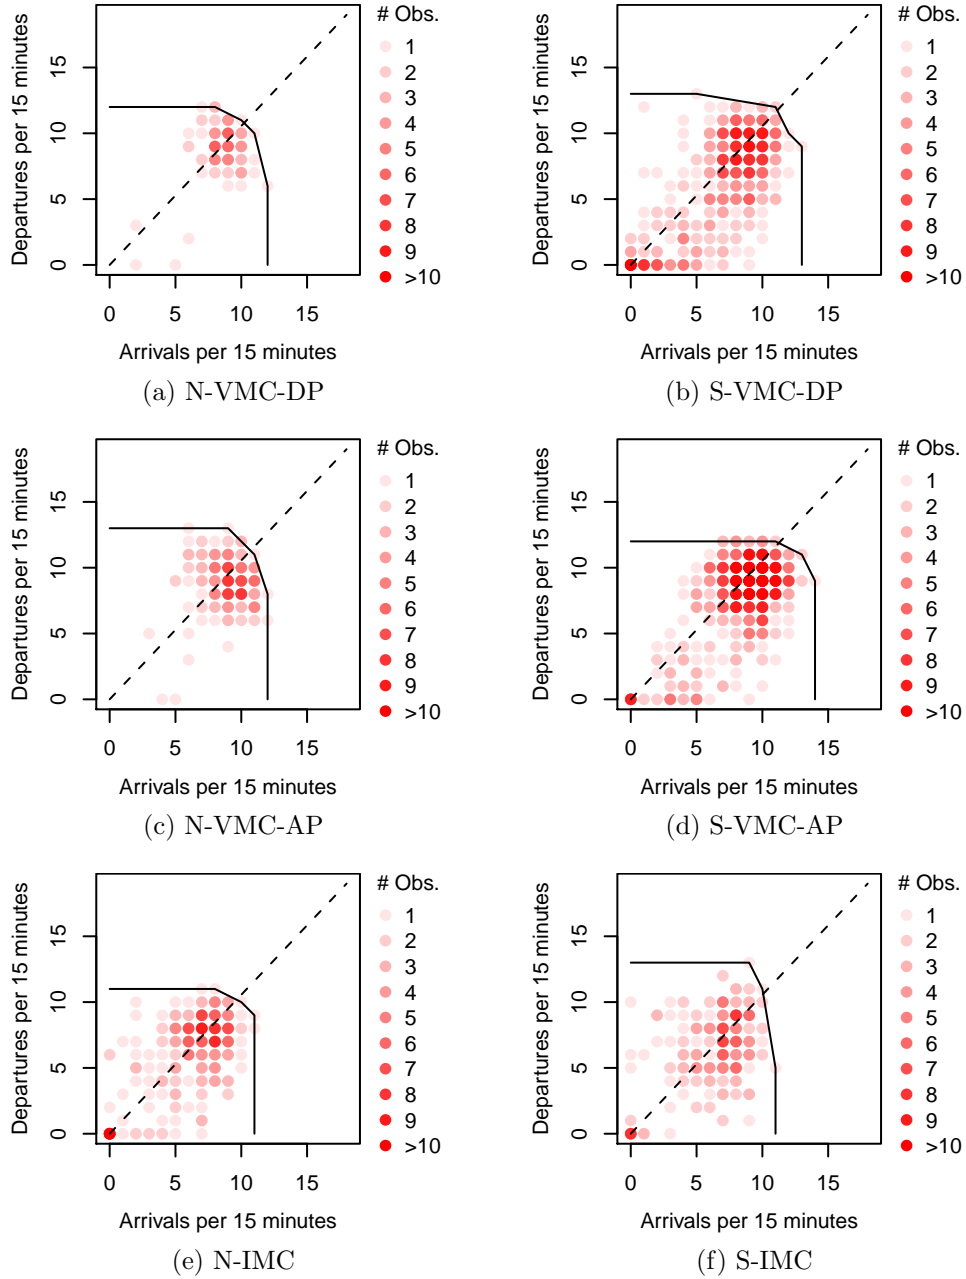 # Obs.
1
2
3
4
5
6
7
8
9
>10
Departures per 15 minutes
0 5 10 15
0 5 10 15
Arrivals per 15 minutes
(a) N-VMC-DP
# Obs.
1
2
3
4
5
6
7
8
9
>10
Departures per 15 minutes
0 5 10 15
0 5 10 15
Arrivals per 15 minutes
(b) S-VMC-DP
# Obs.
1
2
3
4
5
6
7
8
9
>10
Departures per 15 minutes
0 5 10 15
0 5 10 15
Arrivals per 15 minutes
(c) N-VMC-AP
# Obs.
1
2
3
4
5
6
7
8
9
>10
Departures per 15 minutes
0 5 10 15
0 5 10 15
Arrivals per 15 minutes
(d) S-VMC-AP
# Obs.
1
2
3
4
5
6
7
8
9
>10
Departures per 15 minutes
0 5 10 15
0 5 10 15
Arrivals per 15 minutes
(e) N-IMC
# Obs.
1
2
3
4
5
6
7
8
9
>10
Departures per 15 minutes
0 5 10 15
0 5 10 15
Arrivals per 15 minutes
(f) S-IMC